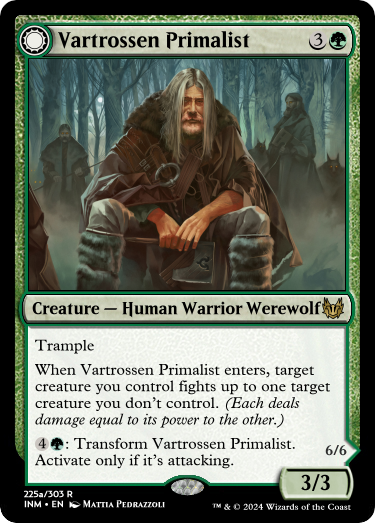 Vartrossen Primalist 3
Creature — Human Warrior Werewolf
Trample
When Vartrossen Primalist enters, target
creature you control fights up to one target
creature you don't control. (Each deals
damage equal to its power to the other.)
4 : Transform Vartrossen Primalist.
Activate only if it's attacking.
6/6
3/3
225a/303 R
INM • EN Mattia Pedrazzoli
™ & © 2024 Wizards of the Coast